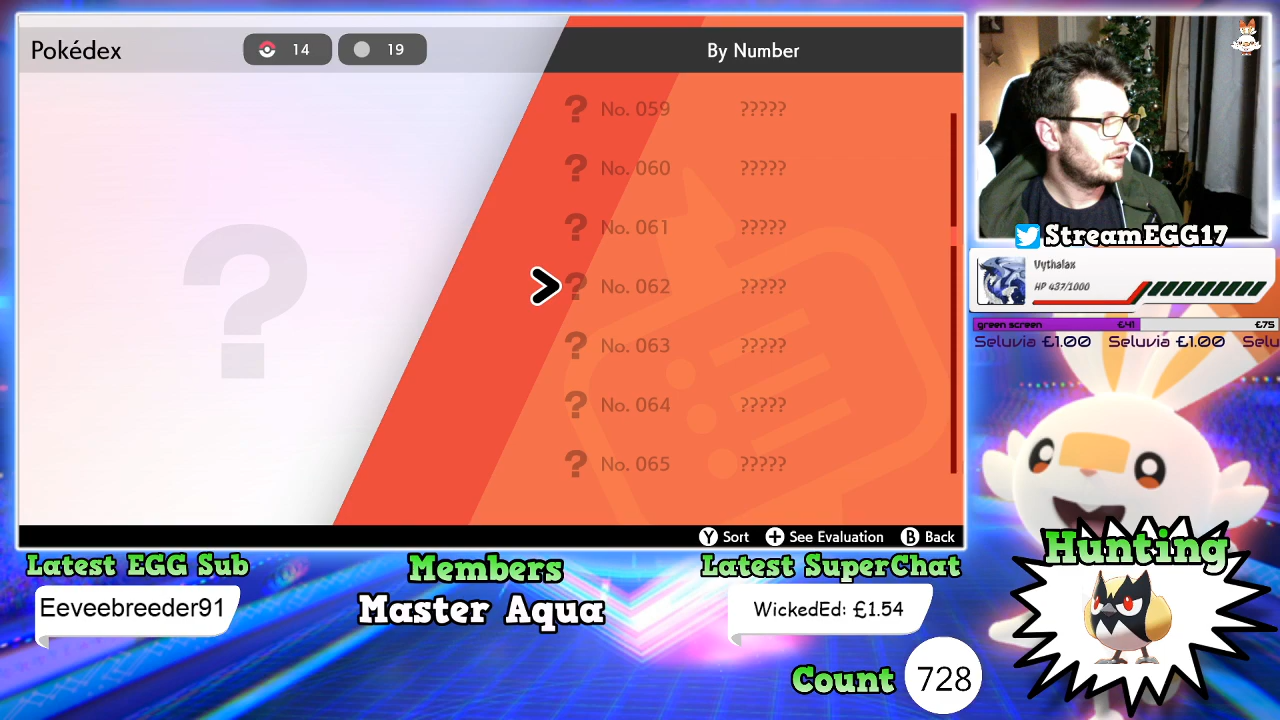 Pokédex
14
19
By Number
? No. 059 ?????
? No. 060 ?????
? No. 061 ?????
? No. 062 ?????
? No. 063 ?????
? No. 064 ?????
? No. 065 ?????
?
Y Sort + See Evaluation B Back
StreamEGG17
Vythalax
HP 437/1000
green screen £41 £75
Seluvia £1.00 Seluvia £1.00 Selu
Latest EGG Sub
Eeveebreeder91
Members
Master Aqua
Latest SuperChat
WickedEd: £1.54
Count 728
Hunting